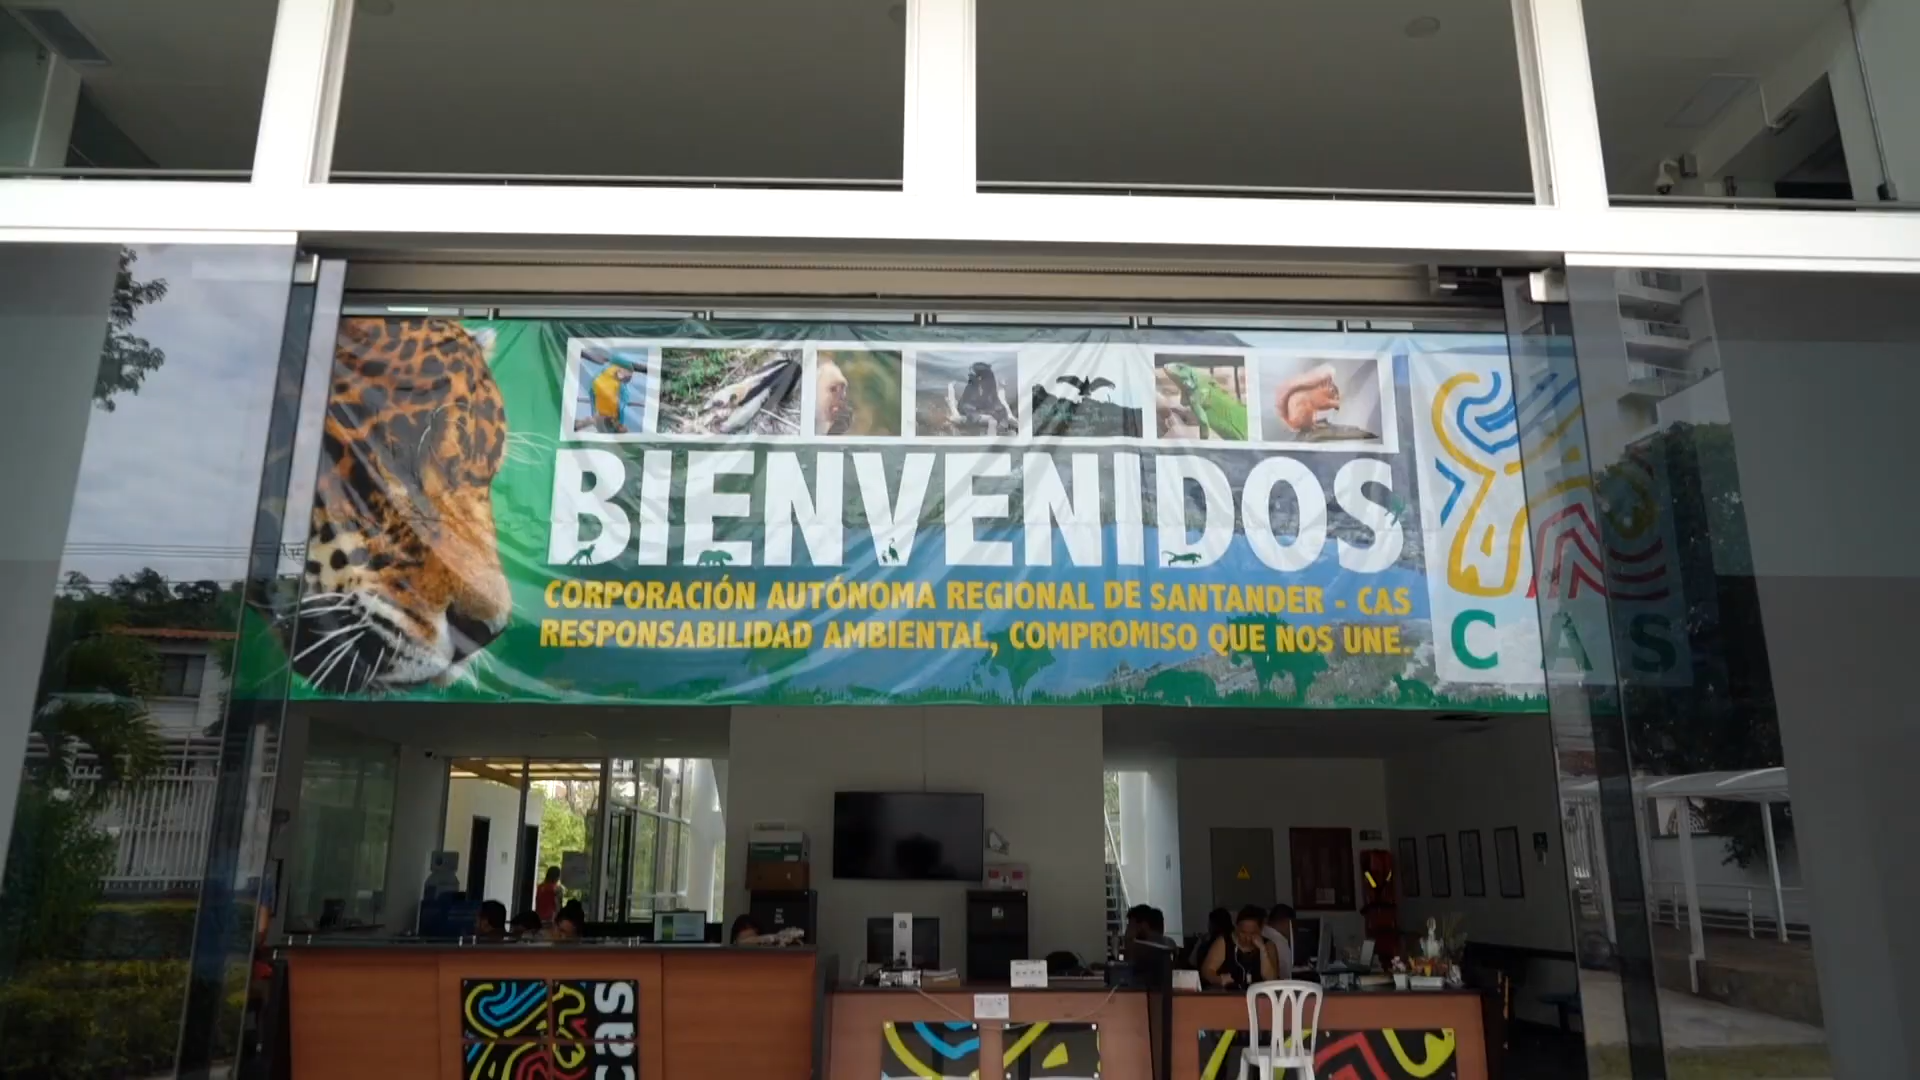 BIENVENIDOS
CORPORACIÓN AUTÓNOMA REGIONAL DE SANTANDER - CAS
RESPONSABILIDAD AMBIENTAL, COMPROMISO QUE NOS UNE.
CAS
cas